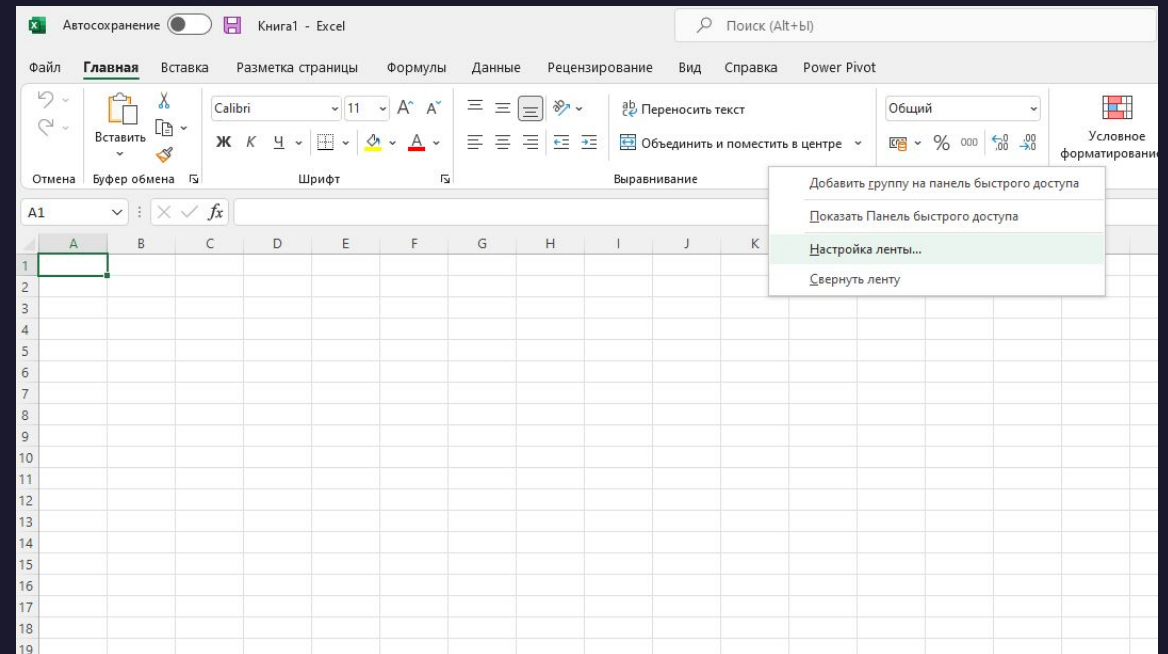 Автосохранение Книга1 - Excel Поиск (Alt+Ы)
Файл Главная Вставка Разметка страницы Формулы Данные Рецензирование Вид Справка Power Pivot
Calibri 11 ab Переносить текст Общий
Вставить Ж К Ч Объединить и поместить в центре % 000 Условное
форматировани
Отмена Буфер обмена Шрифт Выравнивание
Добавить группу на панель быстрого доступа
Показать Панель быстрого доступа
Настройка ленты...
Свернуть ленту
A1 fx
A B C D E F G H I J K
1
2
3
4
5
6
7
8
9
10
11
12
13
14
15
16
17
18
19